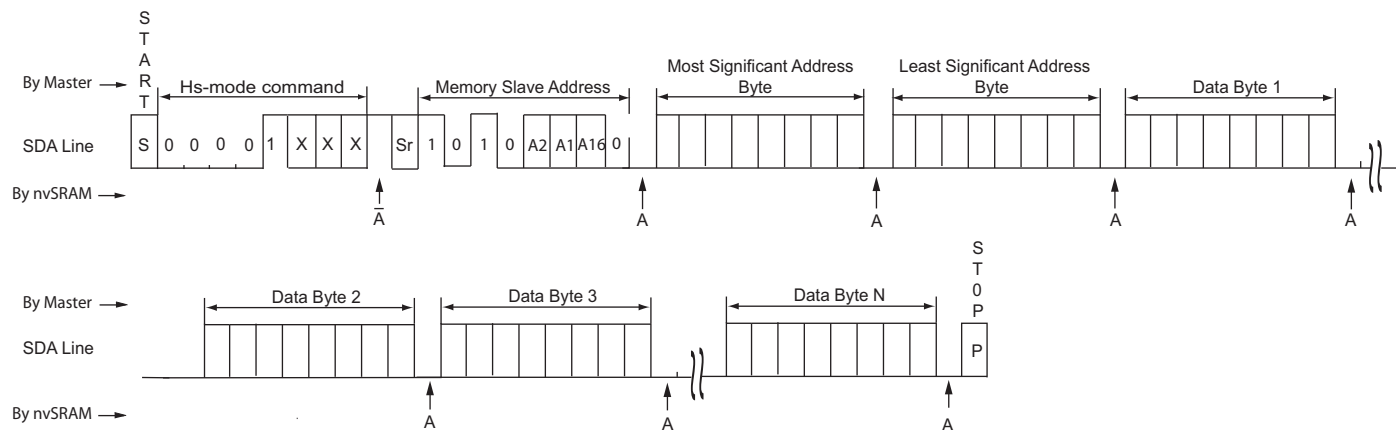 START
By Master
Hs-mode command
Memory Slave Address
Most Significant Address Byte
Least Significant Address Byte
Data Byte 1
SDA Line
S 0 0 0 0 1 X X X Sr 1 0 1 0 A2 A1 A16 0
By nvSRAM
A̅ A A A A
ST0P
By Master
Data Byte 2
Data Byte 3
Data Byte N
SDA Line
P
By nvSRAM
A A A